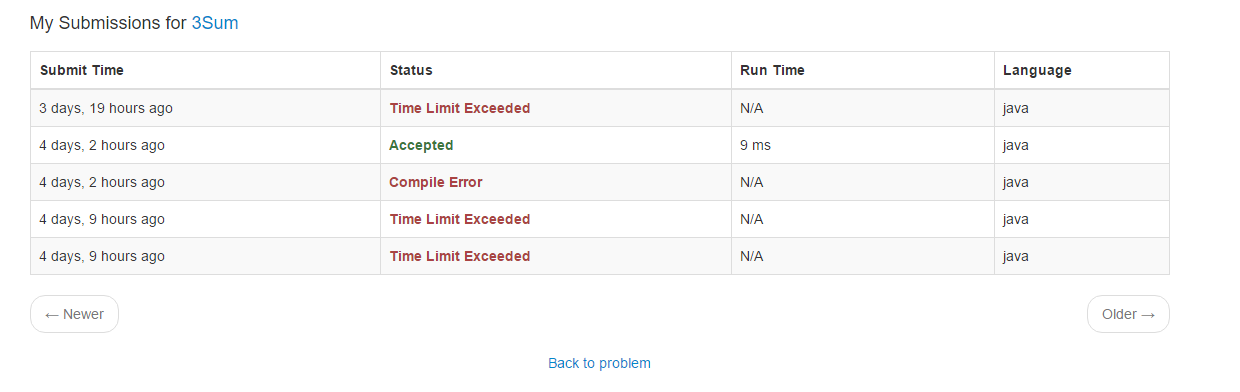 My Submissions for 3Sum
Submit Time Status Run Time Language
3 days, 19 hours ago Time Limit Exceeded N/A java
4 days, 2 hours ago Accepted 9 ms java
4 days, 2 hours ago Compile Error N/A java
4 days, 9 hours ago Time Limit Exceeded N/A java
4 days, 9 hours ago Time Limit Exceeded N/A java
← Newer Older →
Back to problem